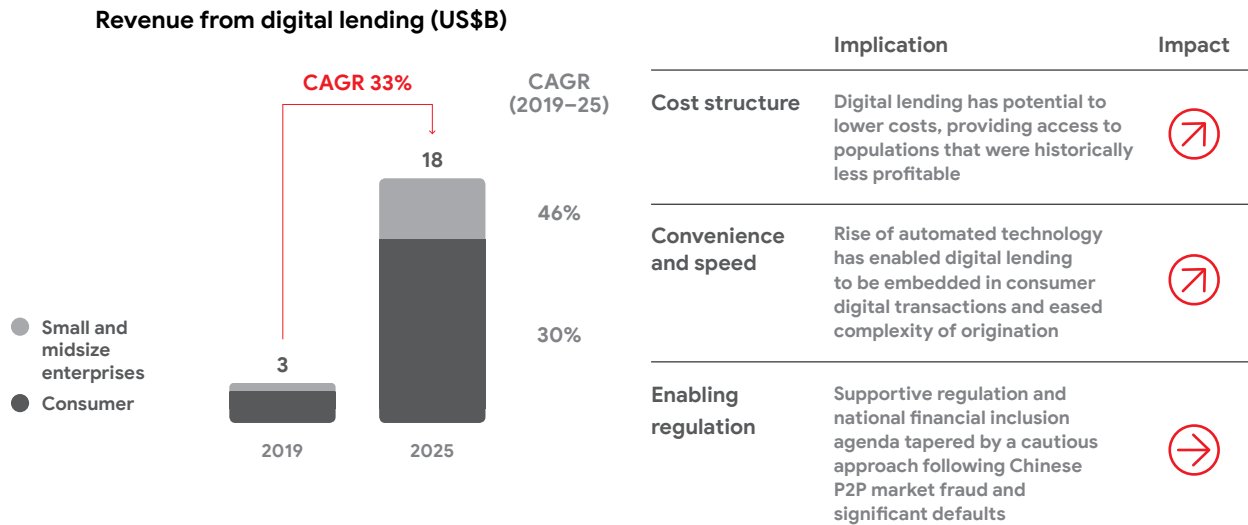 Revenue from digital lending (US$B)
CAGR 33%
CAGR
(2019–25)
18
46%
30%
3
Small and
midsize
enterprises
Consumer
2019
2025
Implication
Impact
Cost structure
Digital lending has potential to
lower costs, providing access to
populations that were historically
less profitable
Convenience
and speed
Rise of automated technology
has enabled digital lending
to be embedded in consumer
digital transactions and eased
complexity of origination
Enabling
regulation
Supportive regulation and
national financial inclusion
agenda tapered by a cautious
approach following Chinese
P2P market fraud and
significant defaults